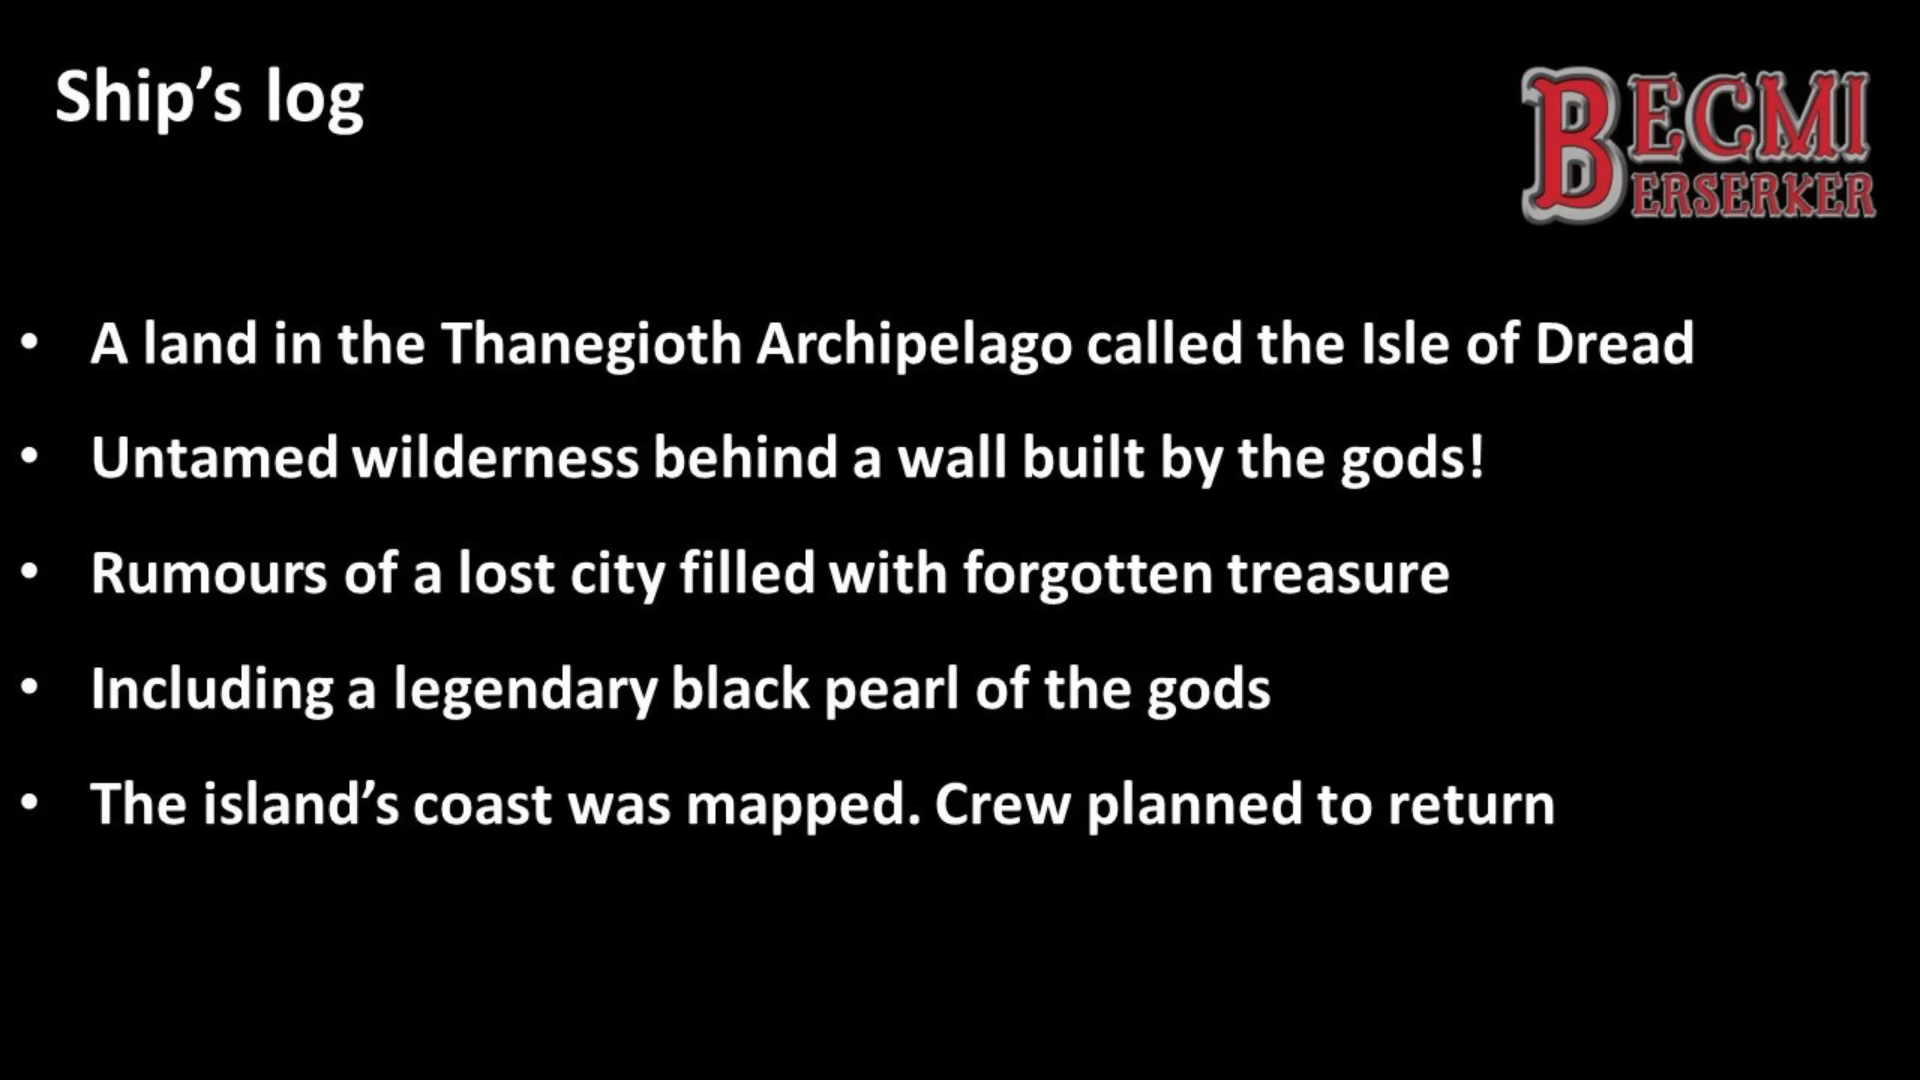 Ship’s log
BECMI
BERSERKER
• A land in the Thanegioth Archipelago called the Isle of Dread
• Untamed wilderness behind a wall built by the gods!
• Rumours of a lost city filled with forgotten treasure
• Including a legendary black pearl of the gods
• The island’s coast was mapped. Crew planned to return